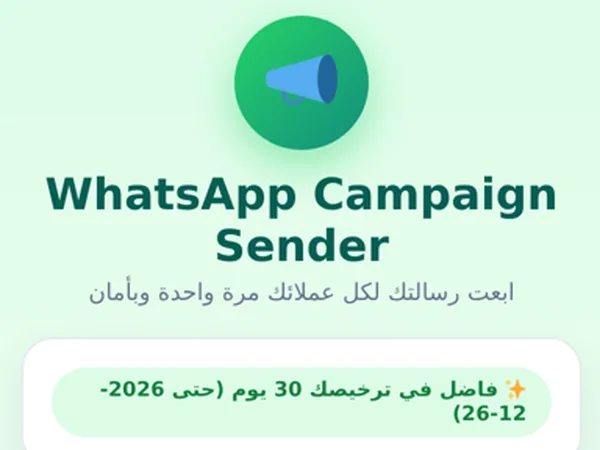 WhatsApp Campaign
Sender
ابعت رسالتك لكل عملائك مرة واحدة وبأمان
✨ فاضل في ترخيصك 30 يوم (حتى 2026-
12-26)